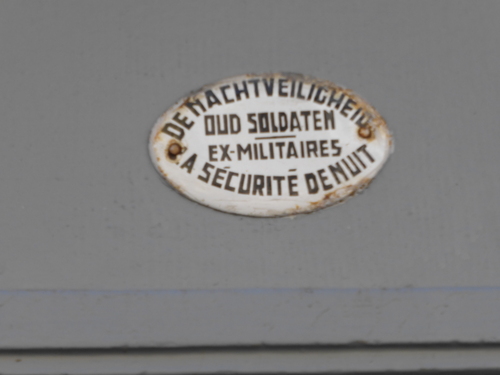 DE NACHTVEILIGHEID
OUD SOLDATEN
EX-MILITAIRES
LA SÉCURITÉ DE NUIT